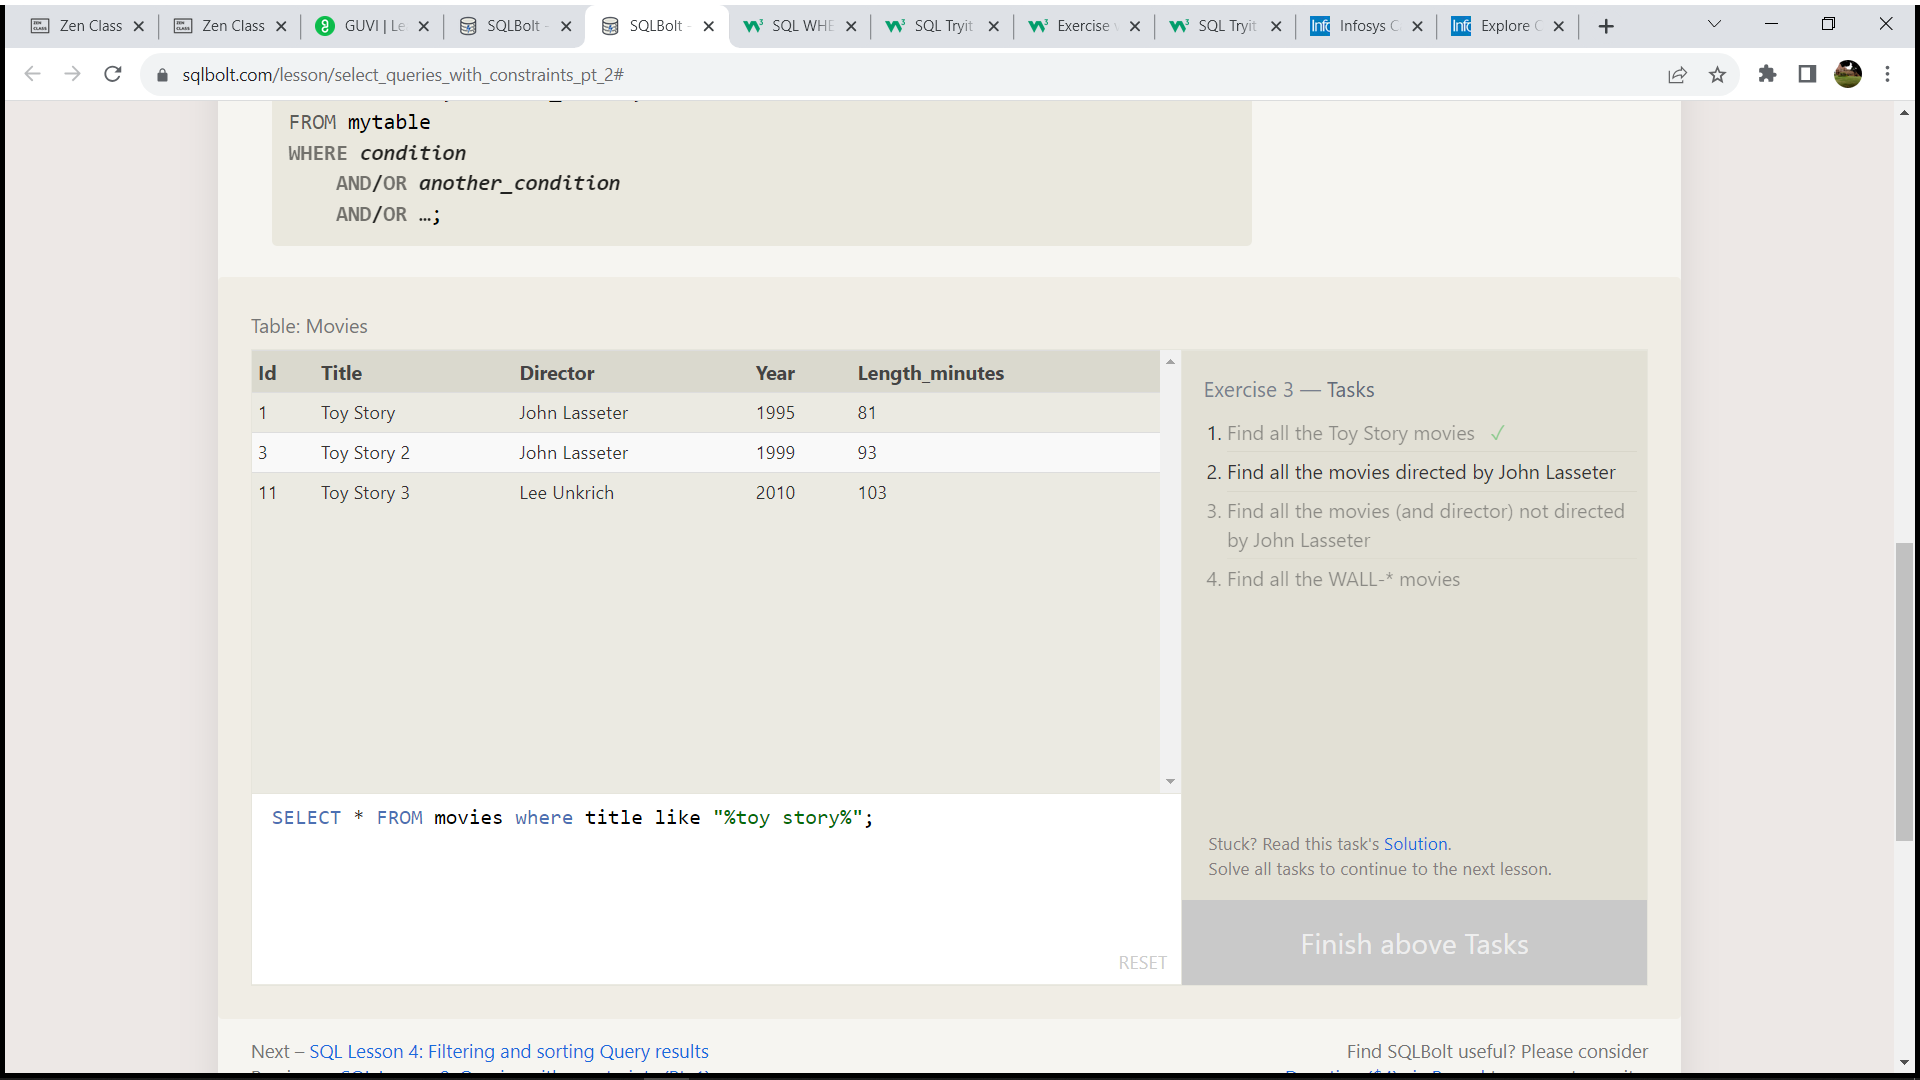 Zen Class
Zen Class
GUVI | Le
SQLBolt -
SQLBolt -
SQL WHE
SQL Tryit
Exercise v
SQL Tryit
Infosys C
Explore C
sqlbolt.com/lesson/select_queries_with_constraints_pt_2#
FROM mytable
WHERE condition
AND/OR another_condition
AND/OR …;
Table: Movies
Id Title Director Year Length_minutes
1 Toy Story John Lasseter 1995 81
3 Toy Story 2 John Lasseter 1999 93
11 Toy Story 3 Lee Unkrich 2010 103
SELECT * FROM movies where title like "%toy story%";
RESET
Exercise 3 — Tasks
1. Find all the Toy Story movies ✓
2. Find all the movies directed by John Lasseter
3. Find all the movies (and director) not directed
by John Lasseter
4. Find all the WALL-* movies
Stuck? Read this task's Solution.
Solve all tasks to continue to the next lesson.
Finish above Tasks
Next – SQL Lesson 4: Filtering and sorting Query results
Find SQLBolt useful? Please consider